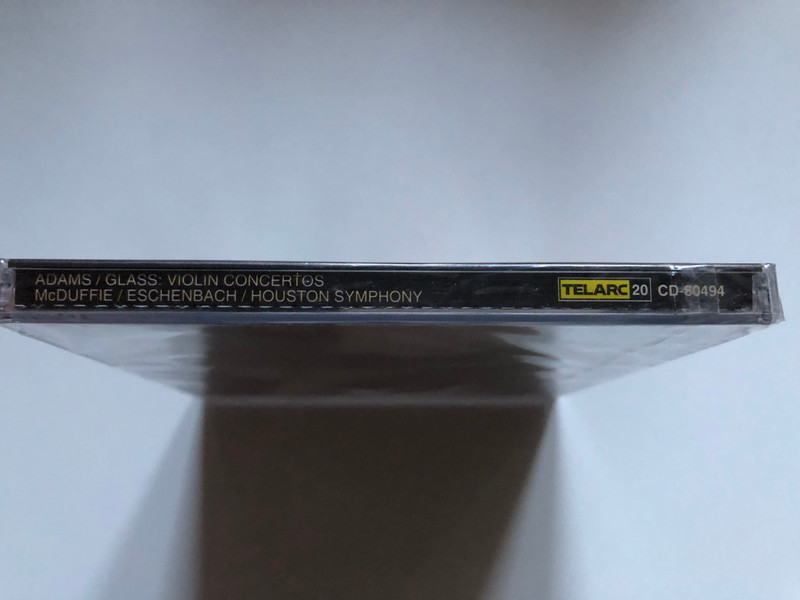 ADAMS / GLASS: VIOLIN CONCERTOS
McDUFFIE / ESCHENBACH / HOUSTON SYMPHONY
TELARC 20 CD-80494